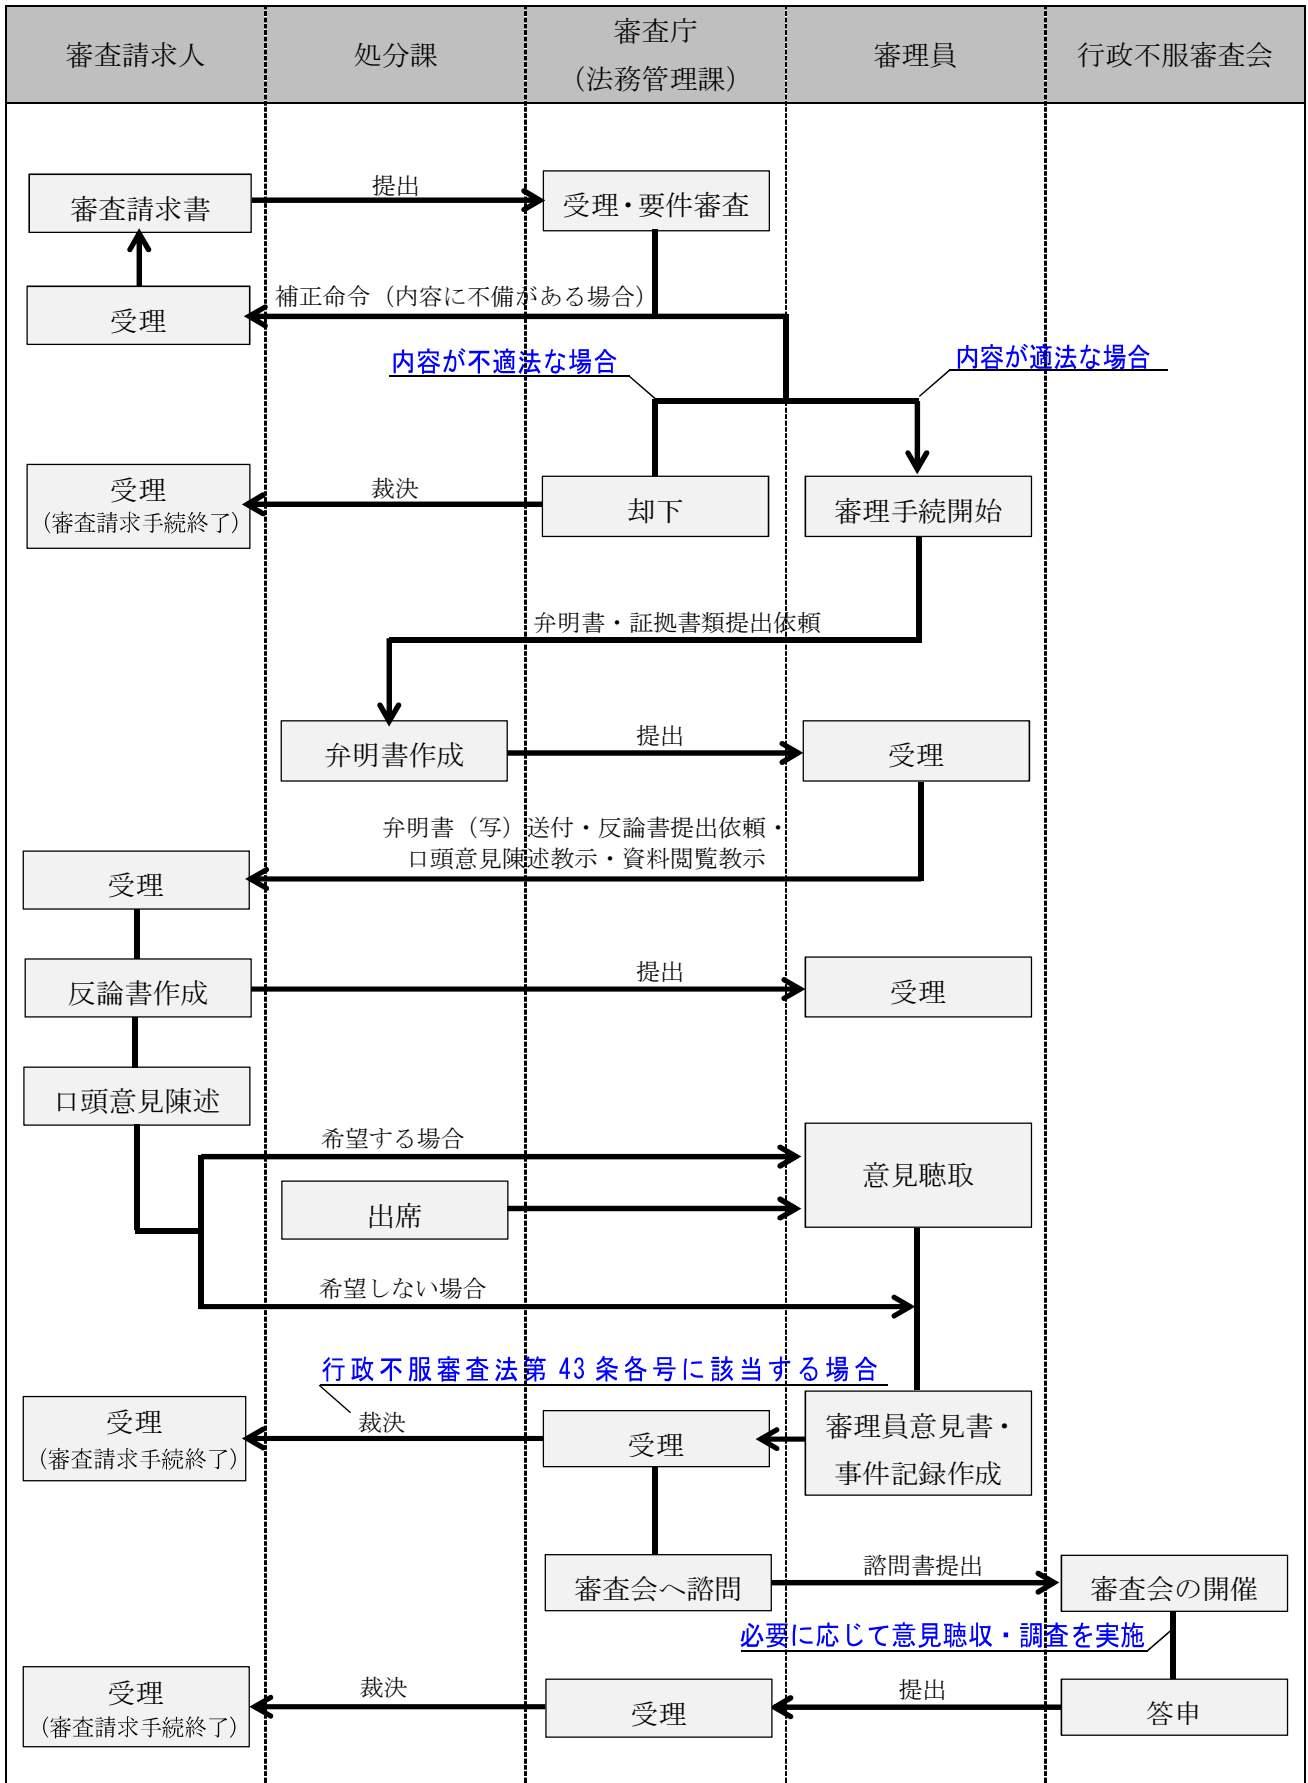 審査請求人
処分課
審査庁
（法務管理課）
審理員
行政不服審査会
提出
審査請求書
受理・要件審査
補正命令（内容に不備がある場合）
受理
内容が不適法な場合
内容が適法な場合
受理
（審査請求手続終了）
裁決
却下
審理手続開始
弁明書・証拠書類提出依頼
弁明書作成
提出
受理
弁明書（写）送付・反論書提出依頼・
口頭意見陳述教示・資料閲覧教示
受理
反論書作成
提出
受理
口頭意見陳述
希望する場合
意見聴取
出席
希望しない場合
行政不服審査法第 43 条各号に該当する場合
受理
（審査請求手続終了）
裁決
受理
審理員意見書・
事件記録作成
審査会へ諮問
諮問書提出
審査会の開催
必要に応じて意見聴収・調査を実施
受理
（審査請求手続終了）
裁決
受理
提出
答申